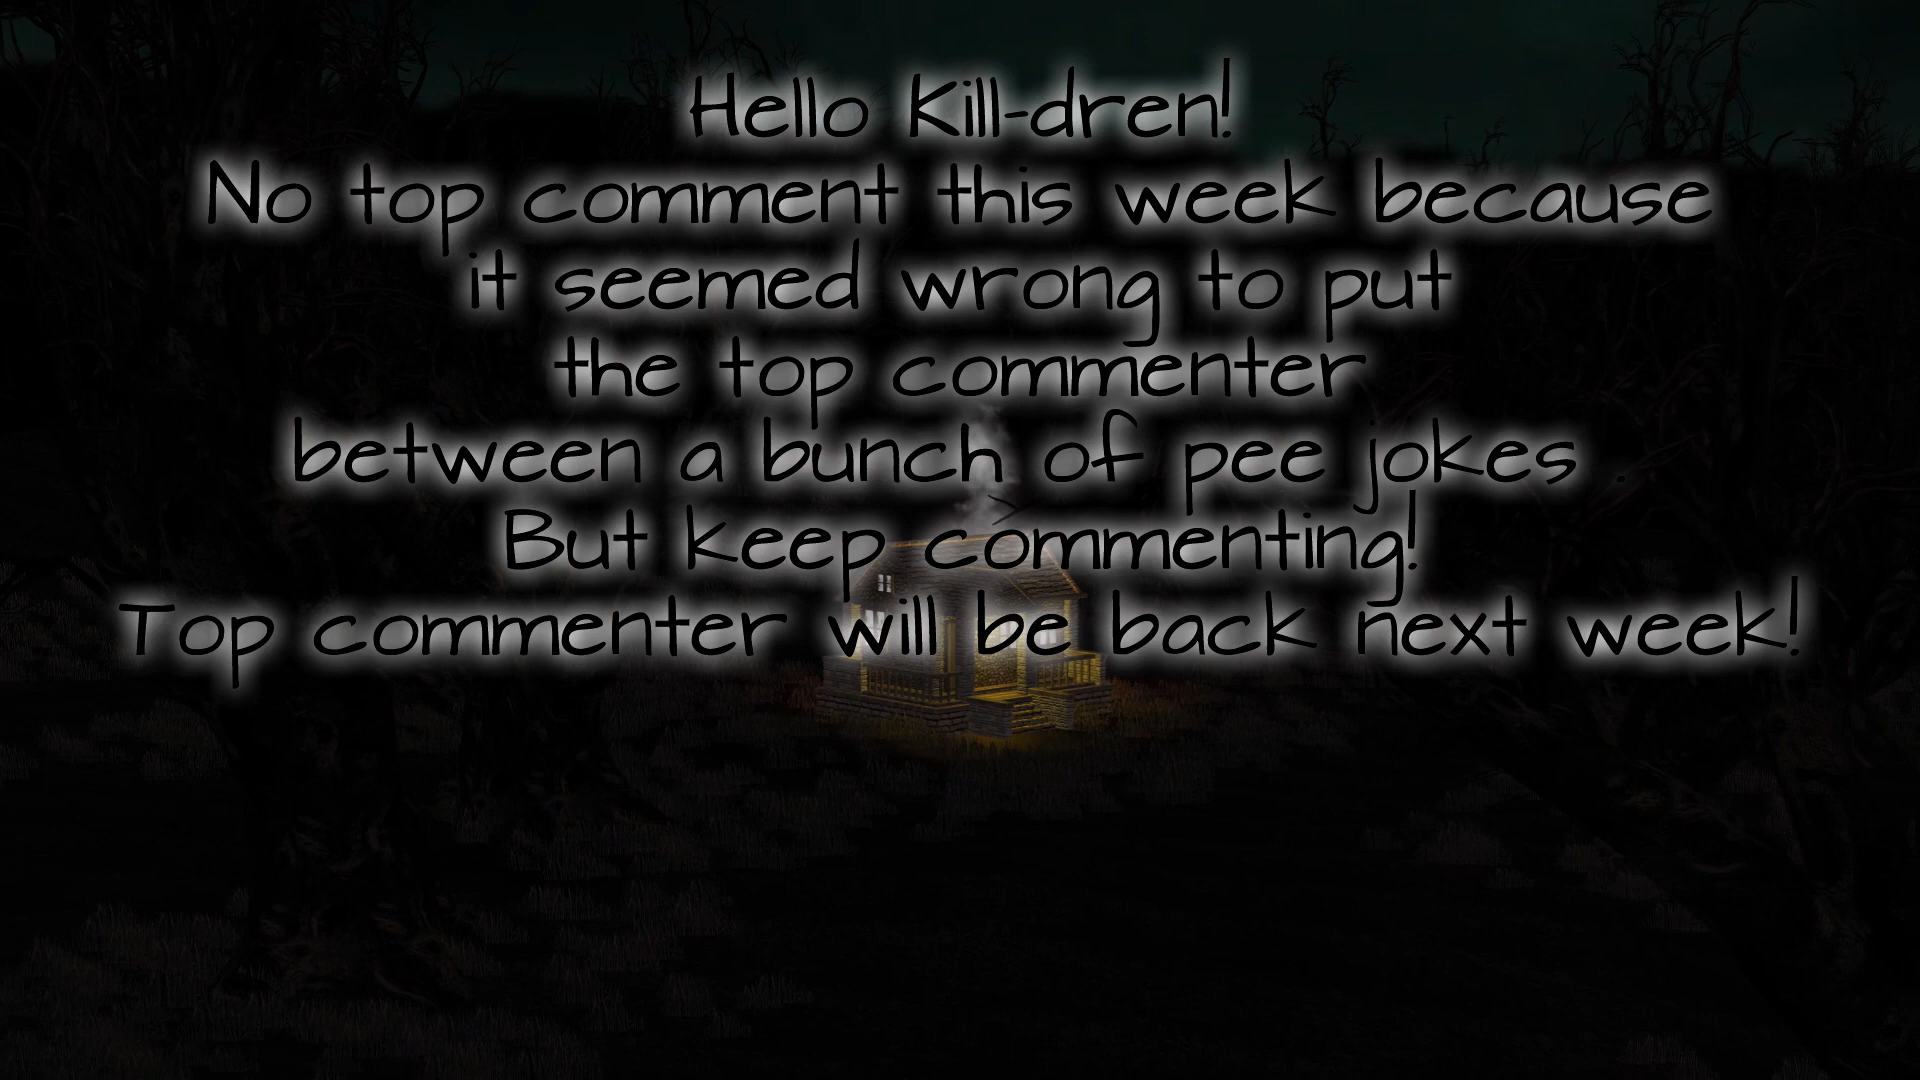 Hello Kill-dren!
No top comment this week because
it seemed wrong to put
the top commenter
between a bunch of pee jokes .
But keep commenting!
Top commenter will be back next week!